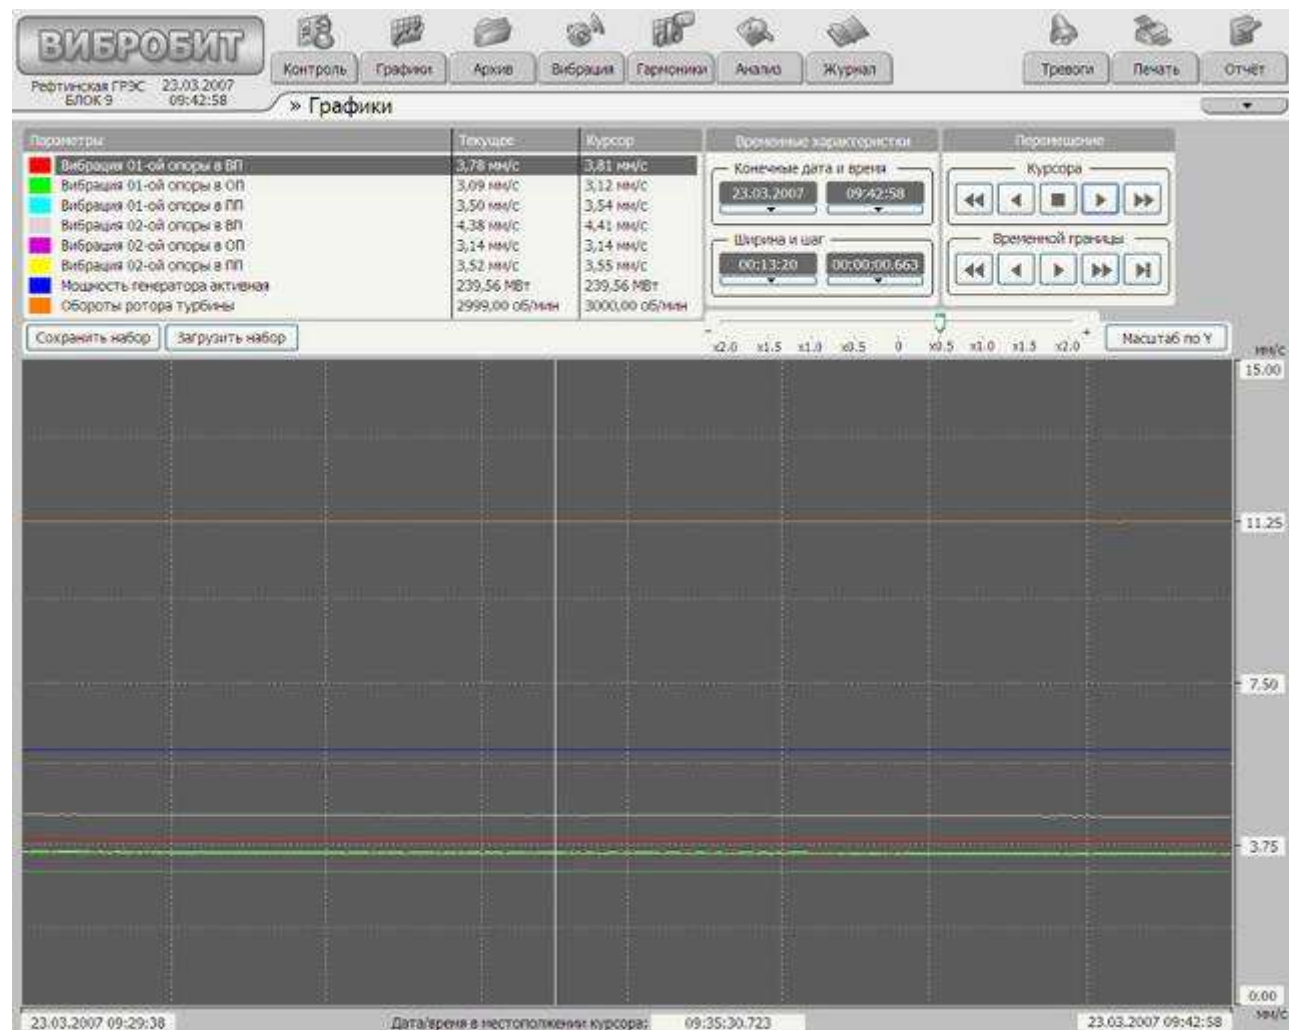 ВИБРОБИТ
Рефтинская ГРЭС 23.03.2007
БЛОК 9 09:42:58
Контроль Графики Архив Вибрация Гармоники Анализ Журнал Тревоги Печать Отчёт
» Графики
Параметры Текущее Курсор Временные характеристики Перемещение
Вибрация 01-ой опоры в ВП 3,78 мм/с 3,81 мм/с
Вибрация 01-ой опоры в ОП 3,09 мм/с 3,12 мм/с
Вибрация 01-ой опоры в ПП 3,50 мм/с 3,54 мм/с
Вибрация 02-ой опоры в ВП 4,38 мм/с 4,41 мм/с
Вибрация 02-ой опоры в ОП 3,14 мм/с 3,14 мм/с
Вибрация 02-ой опоры в ПП 3,52 мм/с 3,55 мм/с
Мощность генератора активная 239,56 МВт 239,56 МВт
Обороты ротора турбины 2999,00 об/мин 3000,00 об/мин
Конечные дата и время
23.03.2007 09:42:58
Ширина и шаг
00:13:20 00:00:00.663
Курсора
Временной границы
Сохранить набор Загрузить набор
- +
x2.0 x1.5 x1.0 x0.5 0 x0.5 x1.0 x1.5 x2.0
Масштаб по Y
мм/с
15.00
11.25
7.50
3.75
0.00
мм/с
23.03.2007 09:29:38 Дата/время в местоположении курсора: 09:35:30.723 23.03.2007 09:42:58